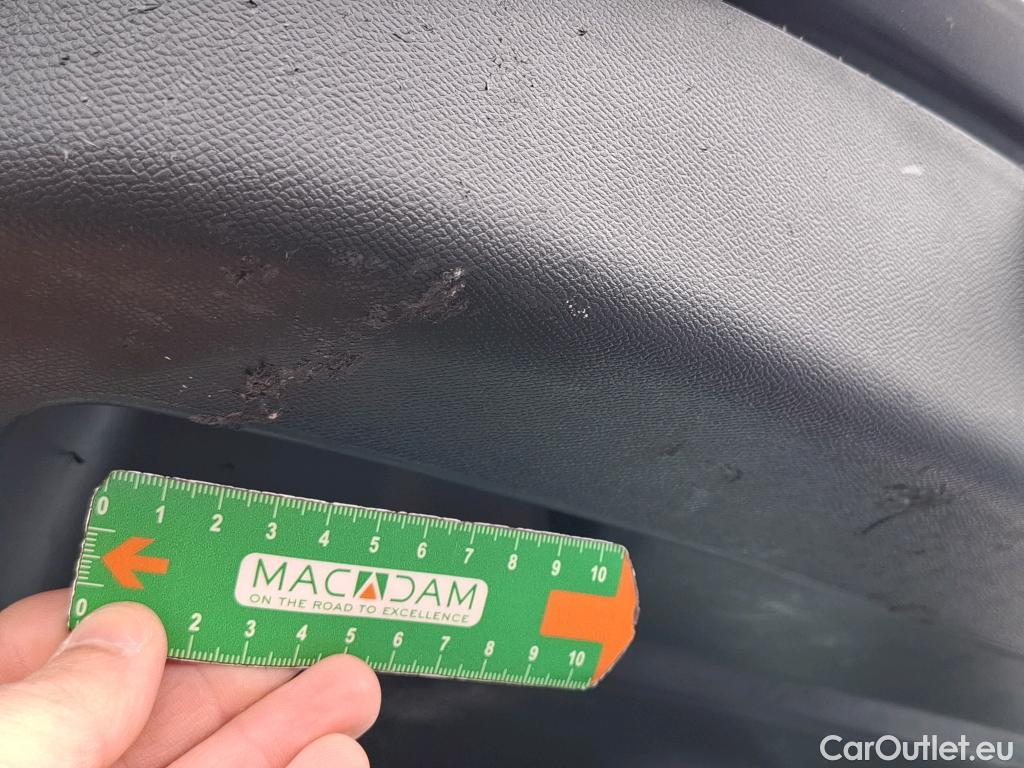 0 1 2 3 4 5 6 7 8 9 10
MACADAM
ON THE ROAD TO EXCELLENCE
0 2 3 4 5 6 7 8 9 10
CarOutlet.eu